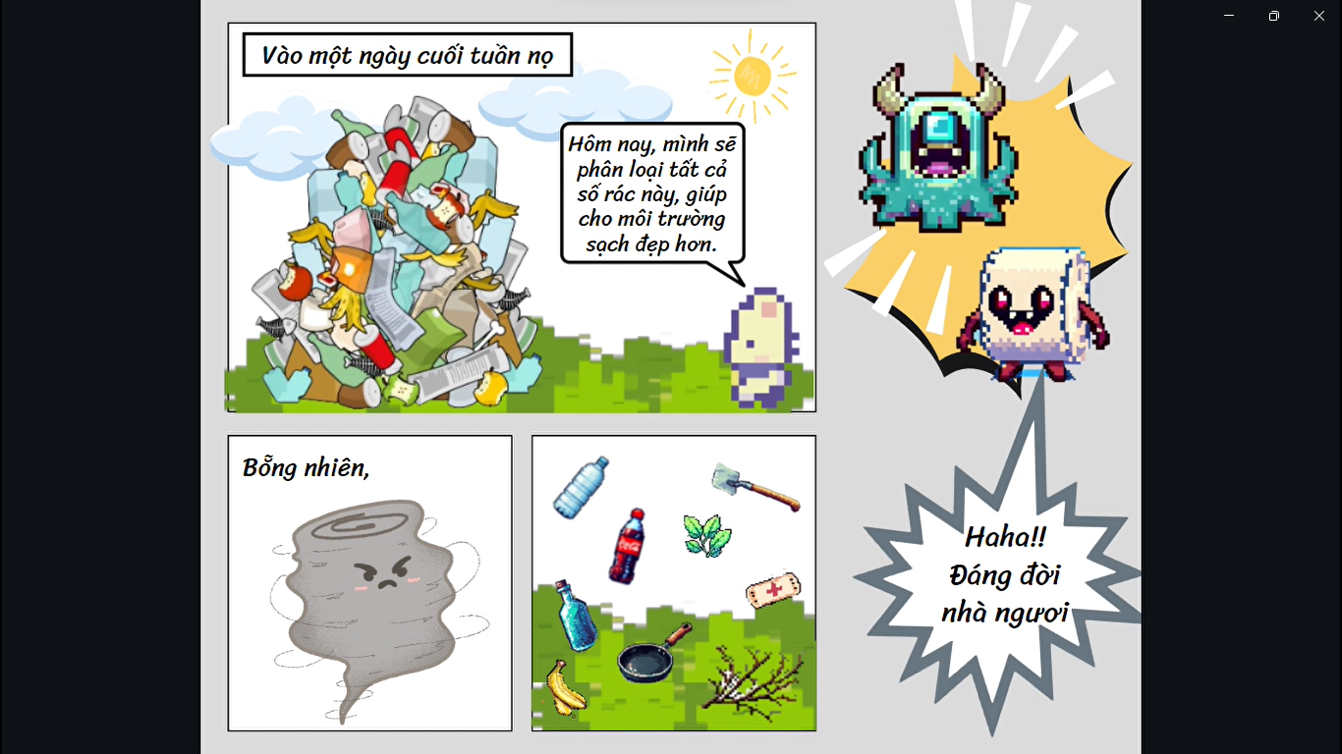 Vào một ngày cuối tuần nọ
Hôm nay, mình sẽ
phân loại tất cả
số rác này, giúp
cho môi trường
sạch đẹp hơn.
Bỗng nhiên,
Haha!!
Đáng đời
nhà ngươi